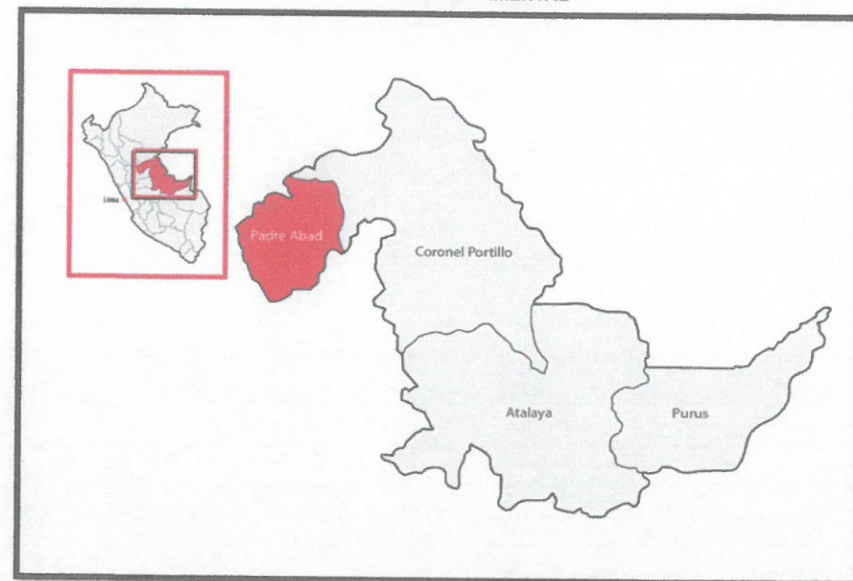 Lima
Padre Abad
Coronel Portillo
Atalaya
Purus